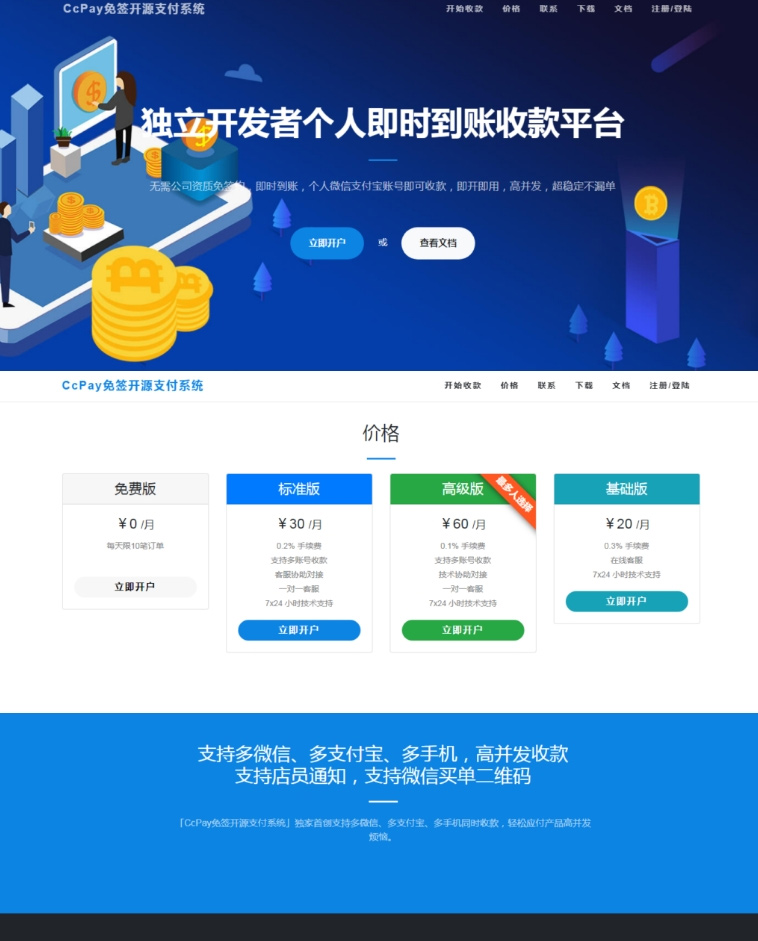 CcPay免签开源支付系统
开始收款 价格 联系 下载 文档 注册/登陆
独立开发者个人即时到账收款平台
无需公司资质免签约，即时到账，个人微信支付宝账号即可收款，即开即用，高并发，超稳定不漏单
立即开户 或 查看文档
CcPay免签开源支付系统
开始收款 价格 联系 下载 文档 注册/登陆
价格
免费版
￥0 /月
每天限10笔订单
立即开户
标准版
￥30 /月
0.2% 手续费
支持多账号收款
客服协助对接
一对一客服
7x24 小时技术支持
立即开户
高级版
最多人选择
￥60 /月
0.1% 手续费
支持多账号收款
技术协助对接
一对一客服
7x24 小时技术支持
立即开户
基础版
￥20 /月
0.3% 手续费
在线客服
7x24 小时技术支持
立即开户
支持多微信、多支付宝、多手机，高并发收款
支持店员通知，支持微信买单二维码
「CcPay免签开源支付系统」独家首创支持多微信、多支付宝、多手机同时收款，轻松应付产品高并发
烦恼。